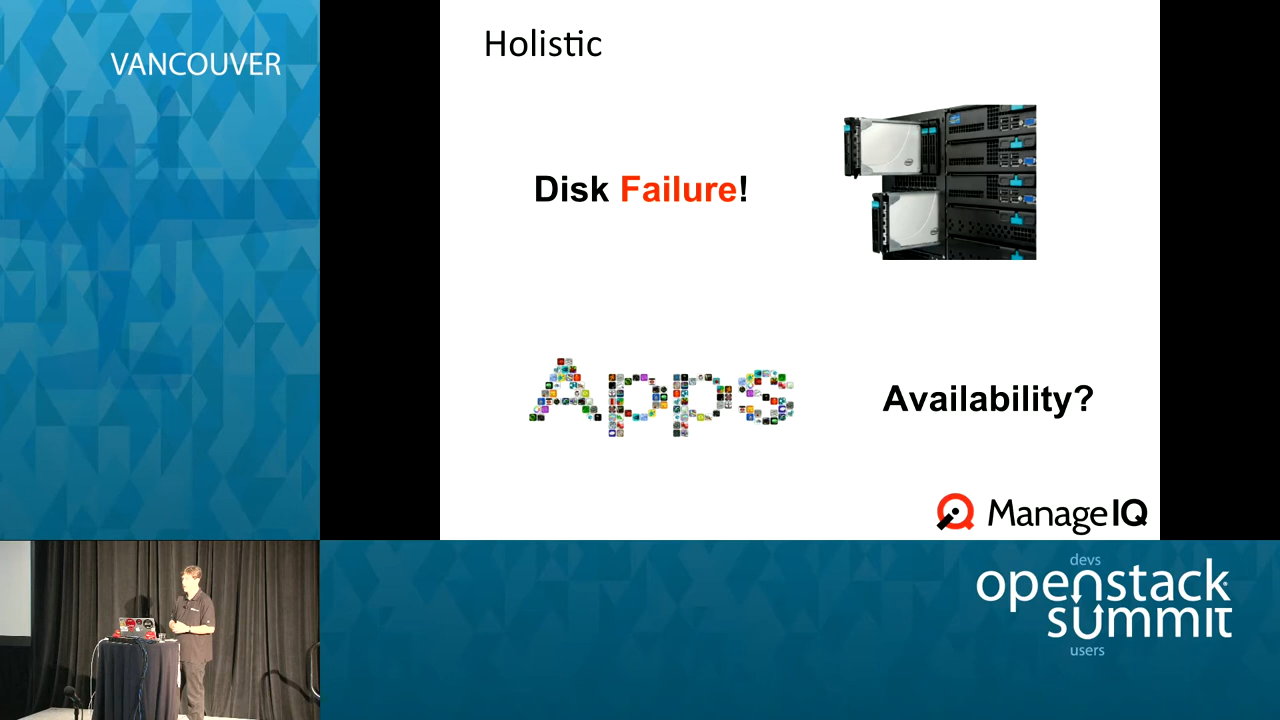 VANCOUVER
Holistic
Disk Failure!
Apps
Availability?
ManageIQ
devs
openstack
summit
users